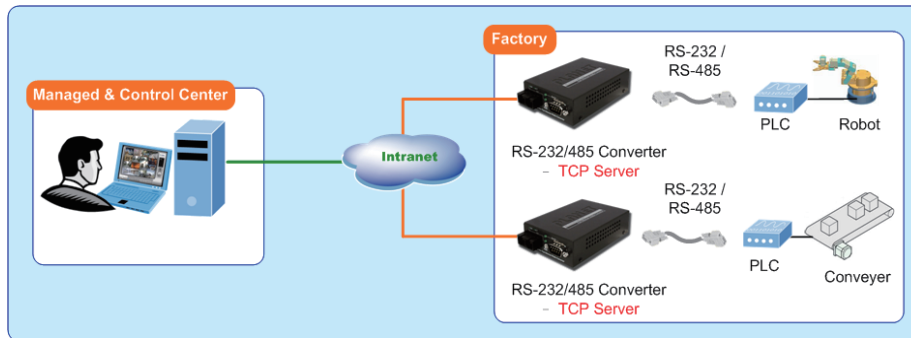 Managed & Control Center
Intranet
Factory
RS-232 /
RS-485
PLC
Robot
RS-232/485 Converter
- TCP Server
RS-232 /
RS-485
PLC
Conveyer
RS-232/485 Converter
- TCP Server